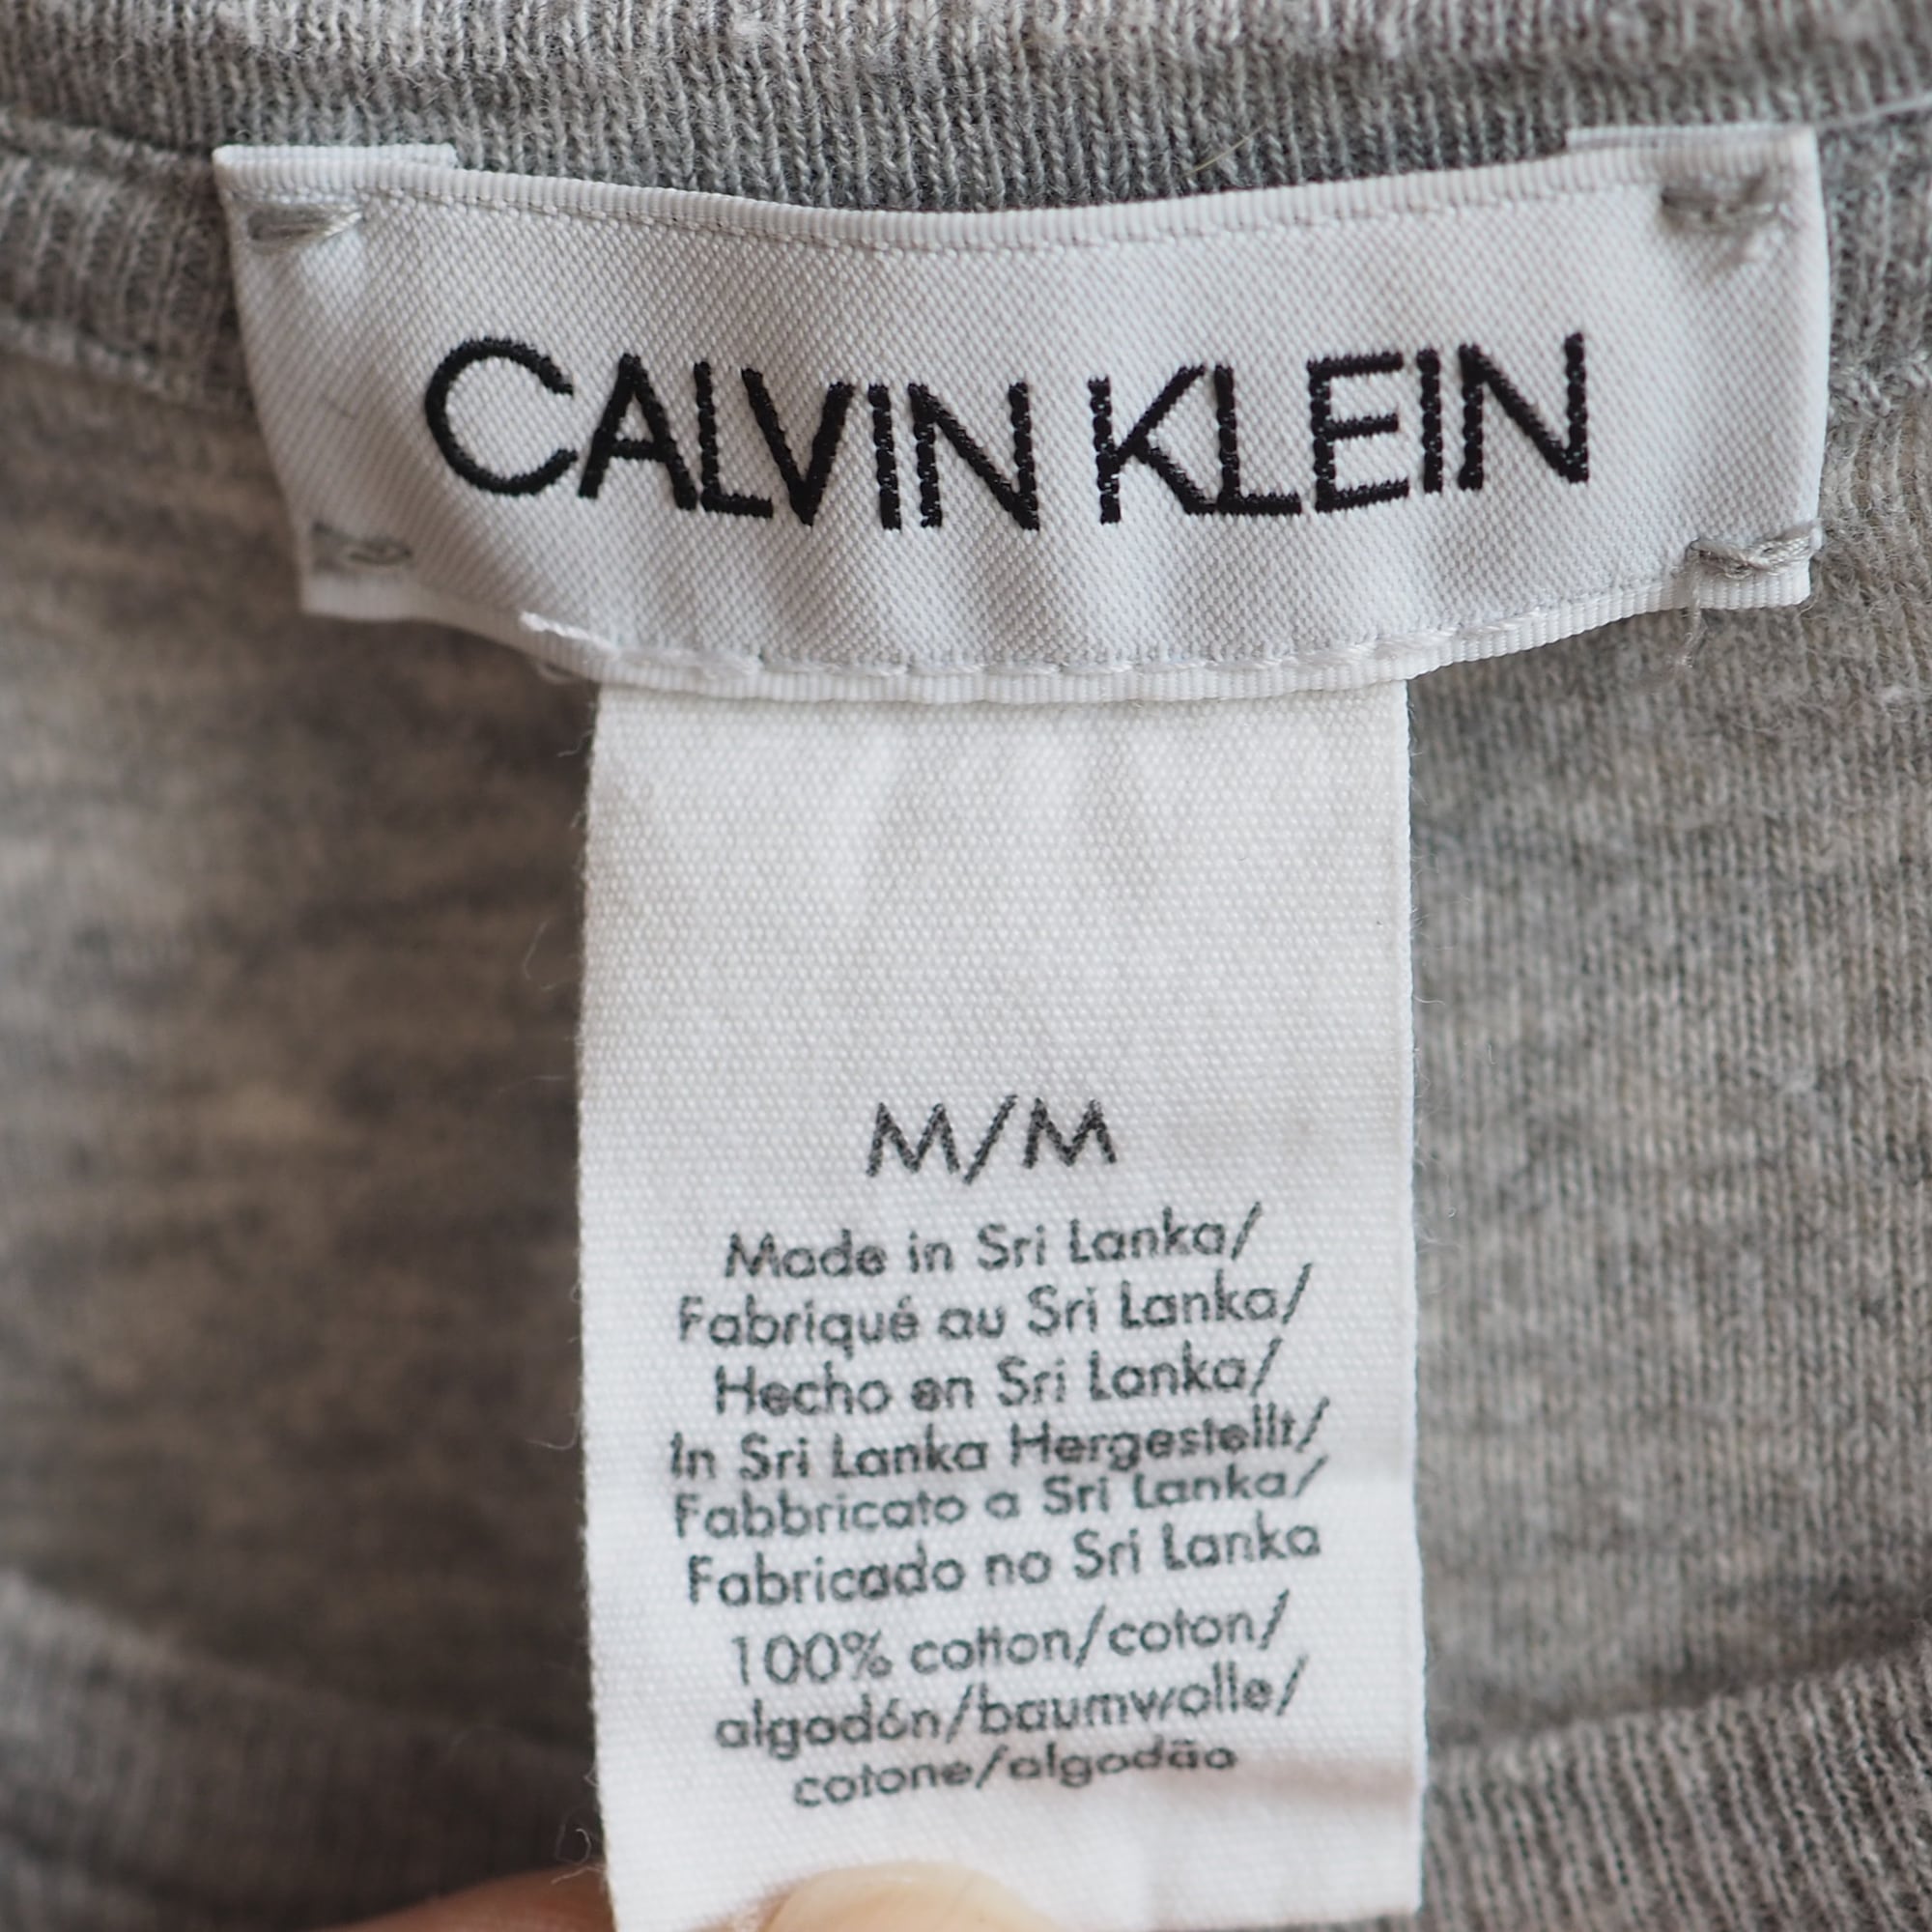 CALVIN KLEIN
M/M
Made in Sri Lanka/
Fabriqué au Sri Lanka/
Hecho en Sri Lanka/
In Sri Lanka Hergestellt/
Fabbricato a Sri Lanka/
Fabricado no Sri Lanka
100% cotton/coton/
algodón/baumwolle/
cotone/algodão